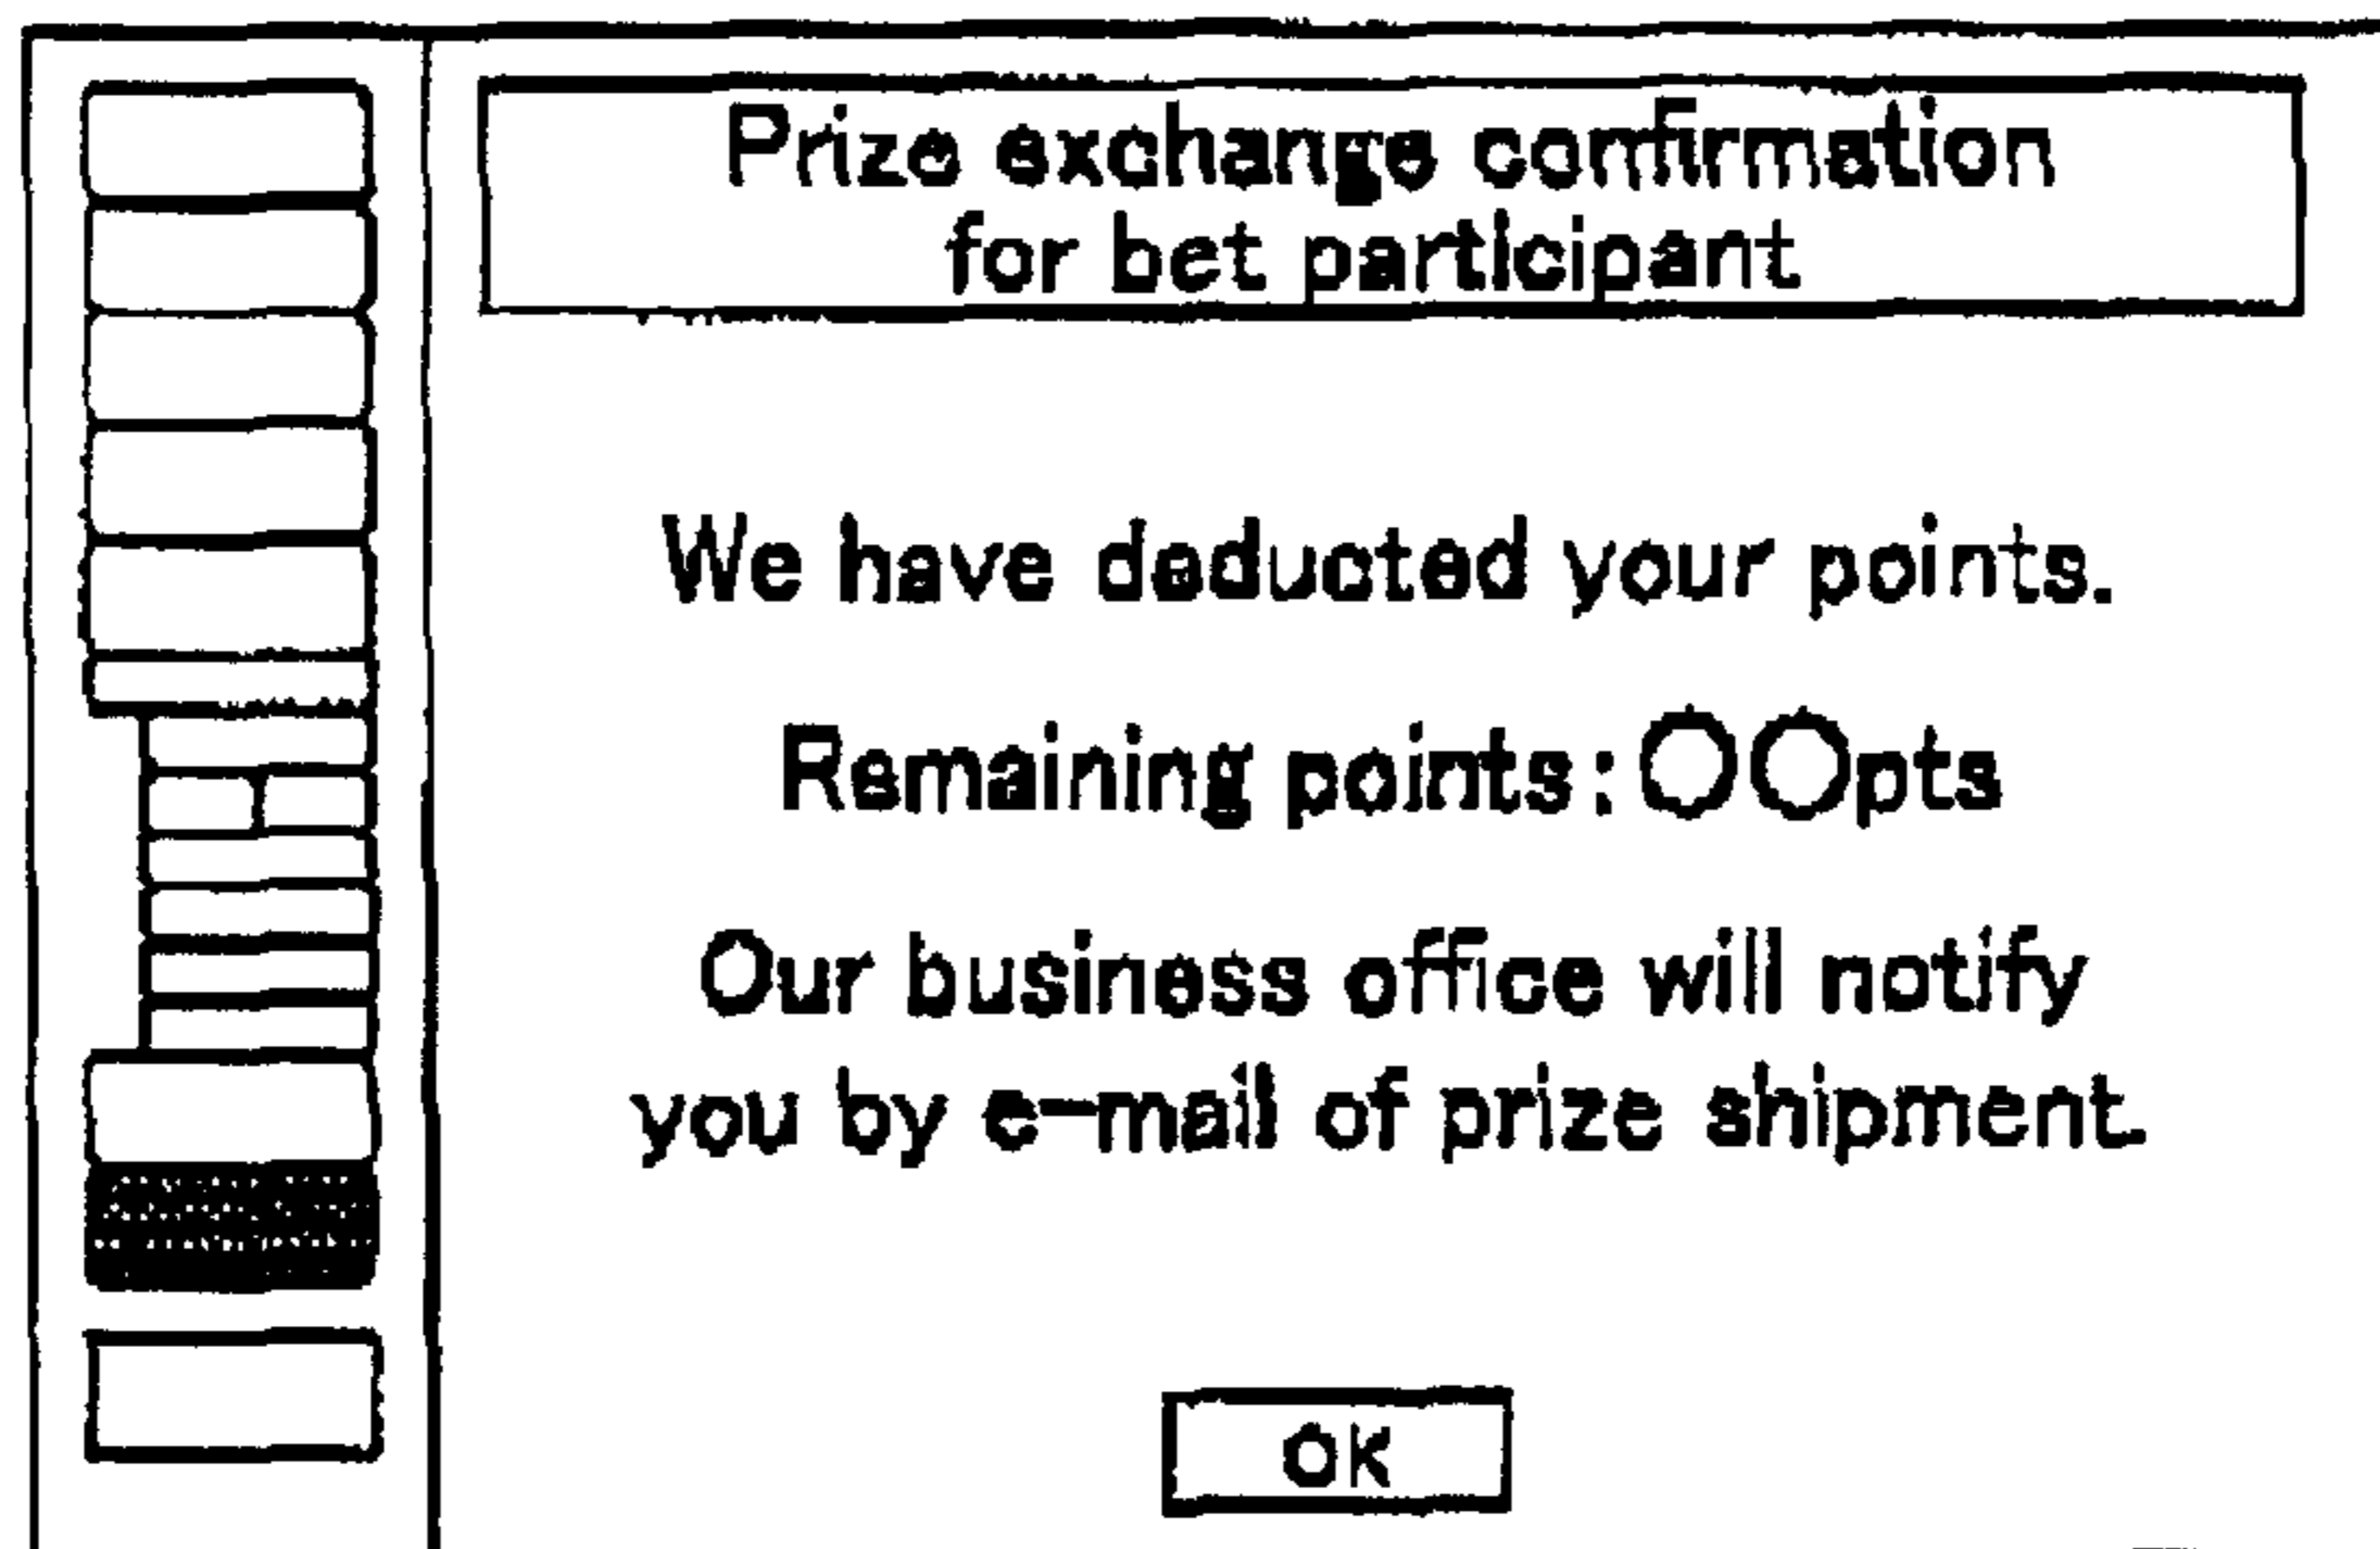 Prize exchange confirmation
for bet participant
We have deducted your points.
Remaining points:○○pts
Our business office will notify
you by e-mail of prize shipment.
OK